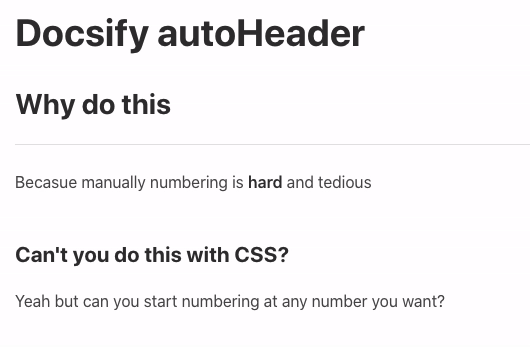 Docsify autoHeader
Why do this
Becasue manually numbering is hard and tedious
Can't you do this with CSS?
Yeah but can you start numbering at any number you want?